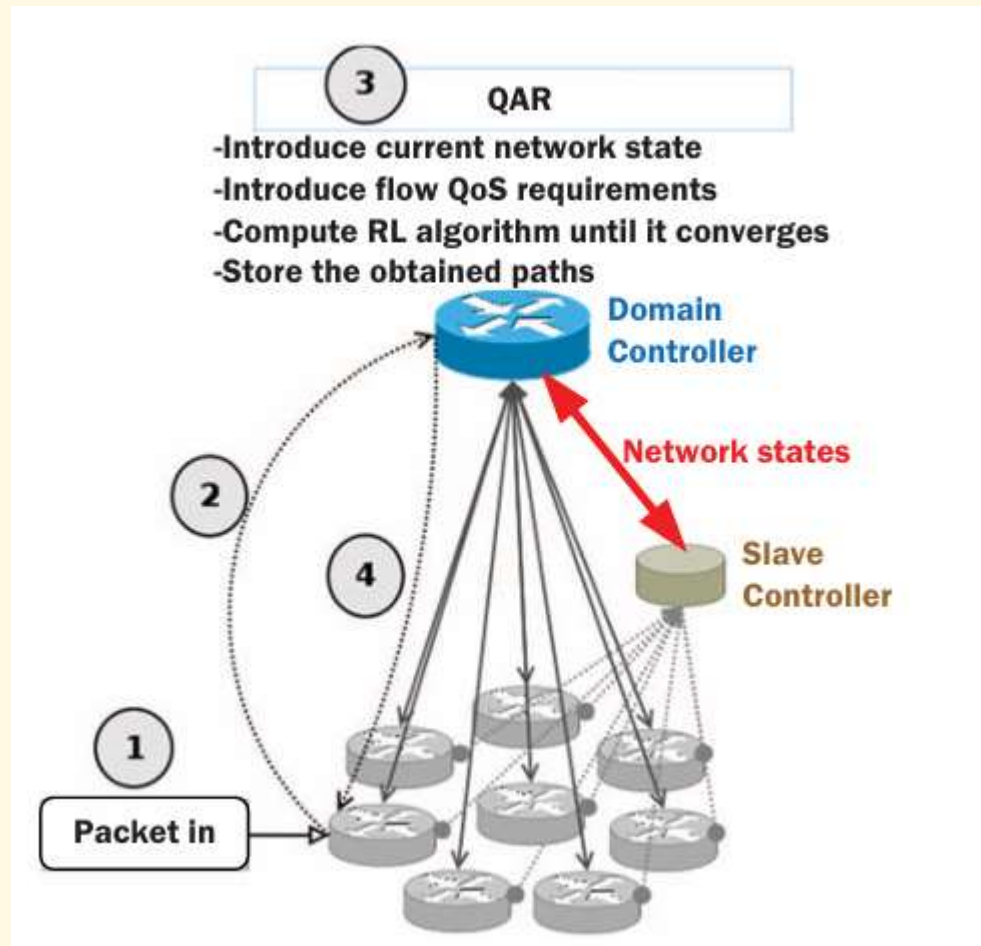 3
QAR
-Introduce current network state
-Introduce flow QoS requirements
-Compute RL algorithm until it converges
-Store the obtained paths
Domain
Controller
Network states
2
4
Slave
Controller
1
Packet in